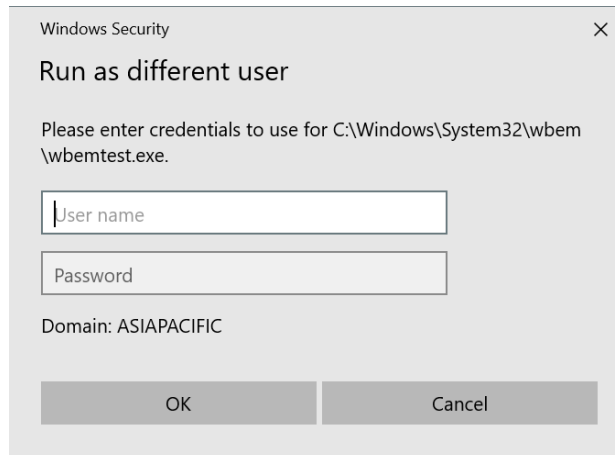 Windows Security
Run as different user
Please enter credentials to use for C:\Windows\System32\wbem
\wbemtest.exe.
User name
Password
Domain: ASIAPACIFIC
OK Cancel